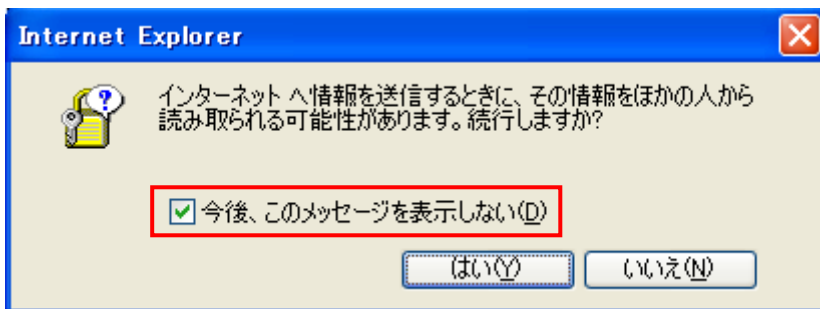 Internet Explorer
インターネット へ情報を送信するときに、その情報をほかの人から
読み取られる可能性があります。続行しますか?
今後、このメッセージを表示しない(D)
はい(Y)
いいえ(N)